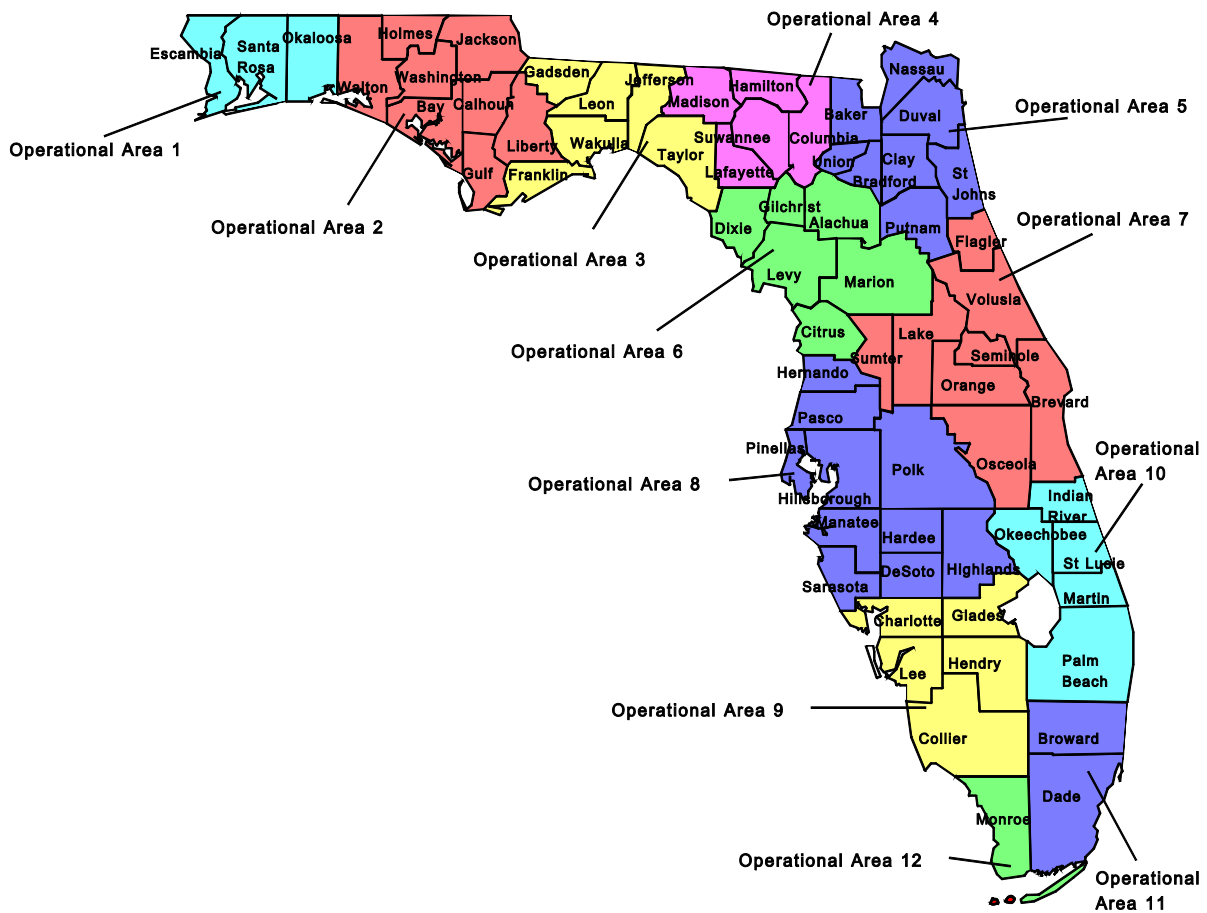 Operational Area 4
Escambia
Santa
Rosa
Okaloosa
Holmes
Jackson
Walton
Washington
Bay
Calhoun
Liberty
Gulf
Gadsden
Leon
Jefferson
Wakulla
Franklin
Madison
Hamilton
Taylor
Suwannee
Lafayette
Columbia
Baker
Nassau
Duval
Union
Clay
Bradford
St
Johns
Operational Area 5
Operational Area 1
Operational Area 2
Operational Area 3
Dixie
Gilchrist
Alachua
Putnam
Flagler
Operational Area 7
Levy
Marion
Volusia
Operational Area 6
Citrus
Sumter
Lake
Seminole
Hernando
Orange
Brevard
Pasco
Pinellas
Polk
Osceola
Operational
Area 10
Operational Area 8
Hillsborough
Indian
River
Manatee
Hardee
Okeechobee
St Lucie
Sarasota
DeSoto
Highlands
Martin
Charlotte
Glades
Lee
Hendry
Palm
Beach
Operational Area 9
Collier
Broward
Dade
Monroe
Operational Area 12
Operational
Area 11